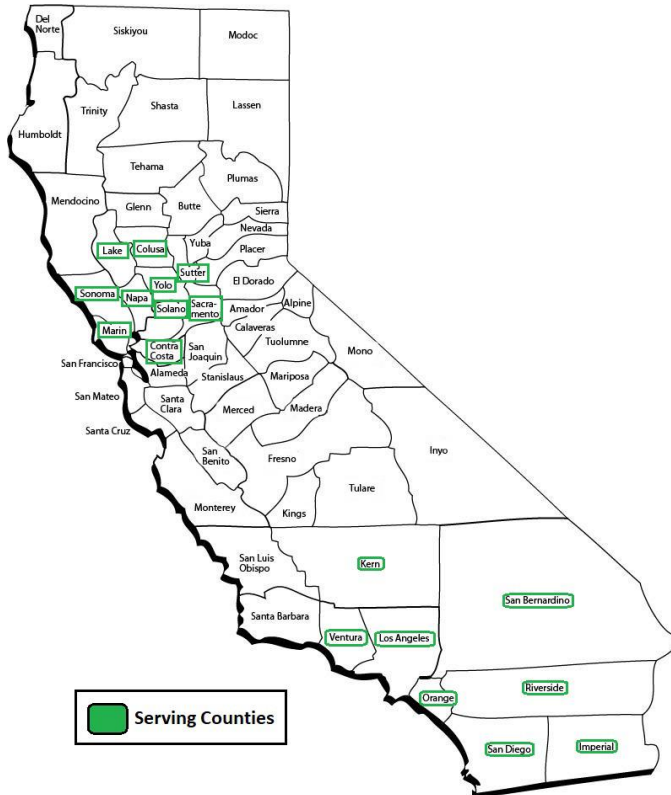 Del
Norte
Siskiyou
Modoc
Humboldt
Trinity
Shasta
Lassen
Tehama
Plumas
Mendocino
Glenn
Butte
Sierra
Nevada
Yuba
Placer
Lake
Colusa
Sutter
El Dorado
Sonoma
Napa
Yolo
Solano
Sacra-
mento
Amador
Alpine
Calaveras
Marin
Contra
Costa
San
Joaquin
Tuolumne
Mono
San Francisco
Alameda
Stanislaus
Mariposa
San Mateo
Santa
Clara
Merced
Madera
Santa Cruz
San
Benito
Fresno
Inyo
Tulare
Monterey
Kings
San Luis
Obispo
Kern
San Bernardino
Santa Barbara
Ventura
Los Angeles
Orange
Riverside
San Diego
Imperial
Serving Counties